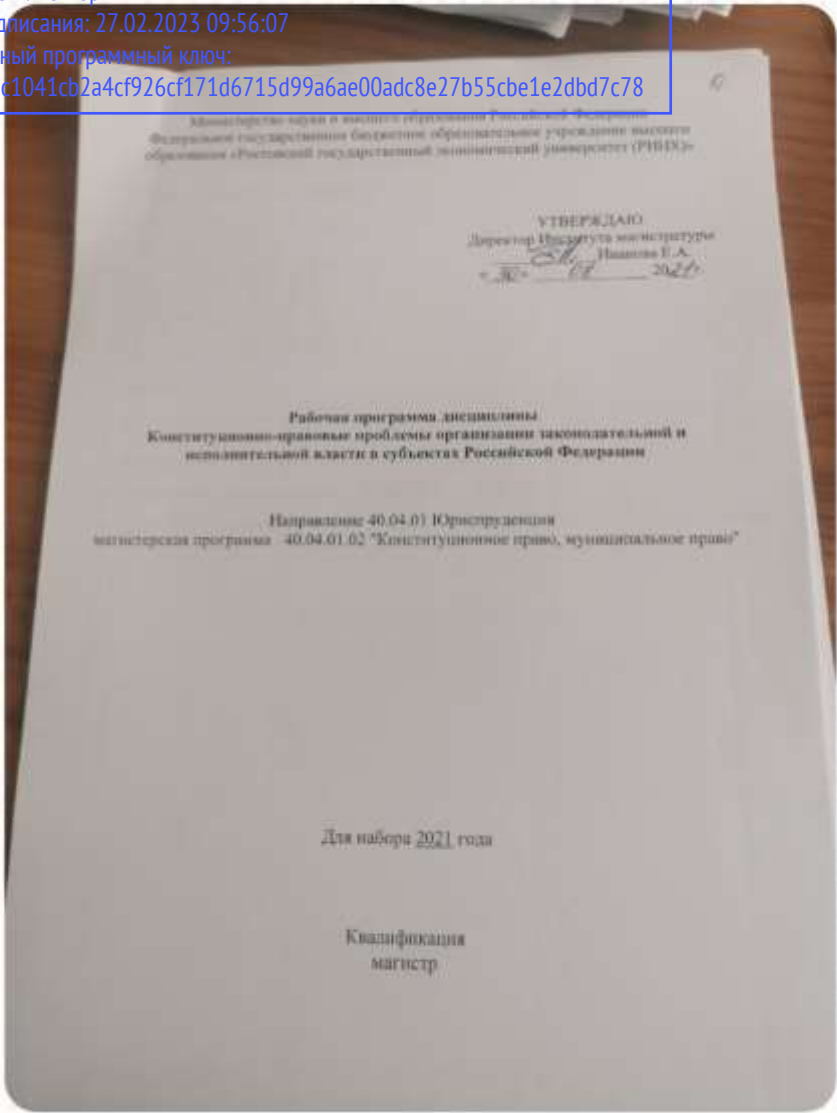 дписания: 27.02.2023 09:56:07
ный программный ключ:
c1041cb2a4cf926cf171d6715d99a6ae00adc8e27b55cbe1e2dbd7c78
Министерство науки и высшего образования Российской Федерации
Федеральное государственное бюджетное образовательное учреждение высшего
образования «Ростовский государственный экономический университет (РИНХ)»
УТВЕРЖДАЮ
Директор Института магистратуры
Иванова Е.А.
«30» 2021г.
Рабочая программа дисциплины
Конституционно-правовые проблемы организации законодательной и
исполнительной власти в субъектах Российской Федерации
Направление 40.04.01 Юриспруденция
магистерская программа 40.04.01.02 "Конституционное право, муниципальное право"
Для набора 2021 года
Квалификация
магистр